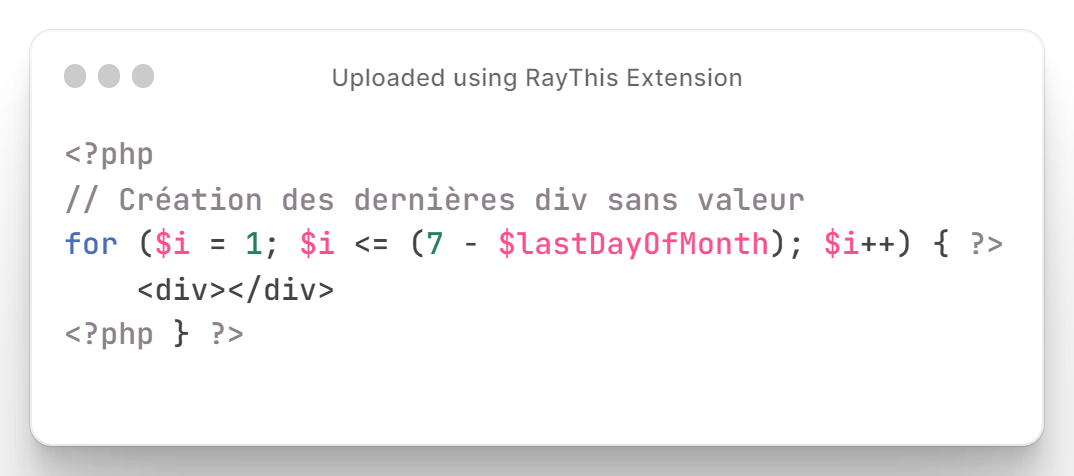 Uploaded using RayThis Extension
<?php
// Création des dernières div sans valeur
for ($i = 1; $i <= (7 - $lastDayOfMonth); $i++) { ?>
    <div></div>
<?php } ?>